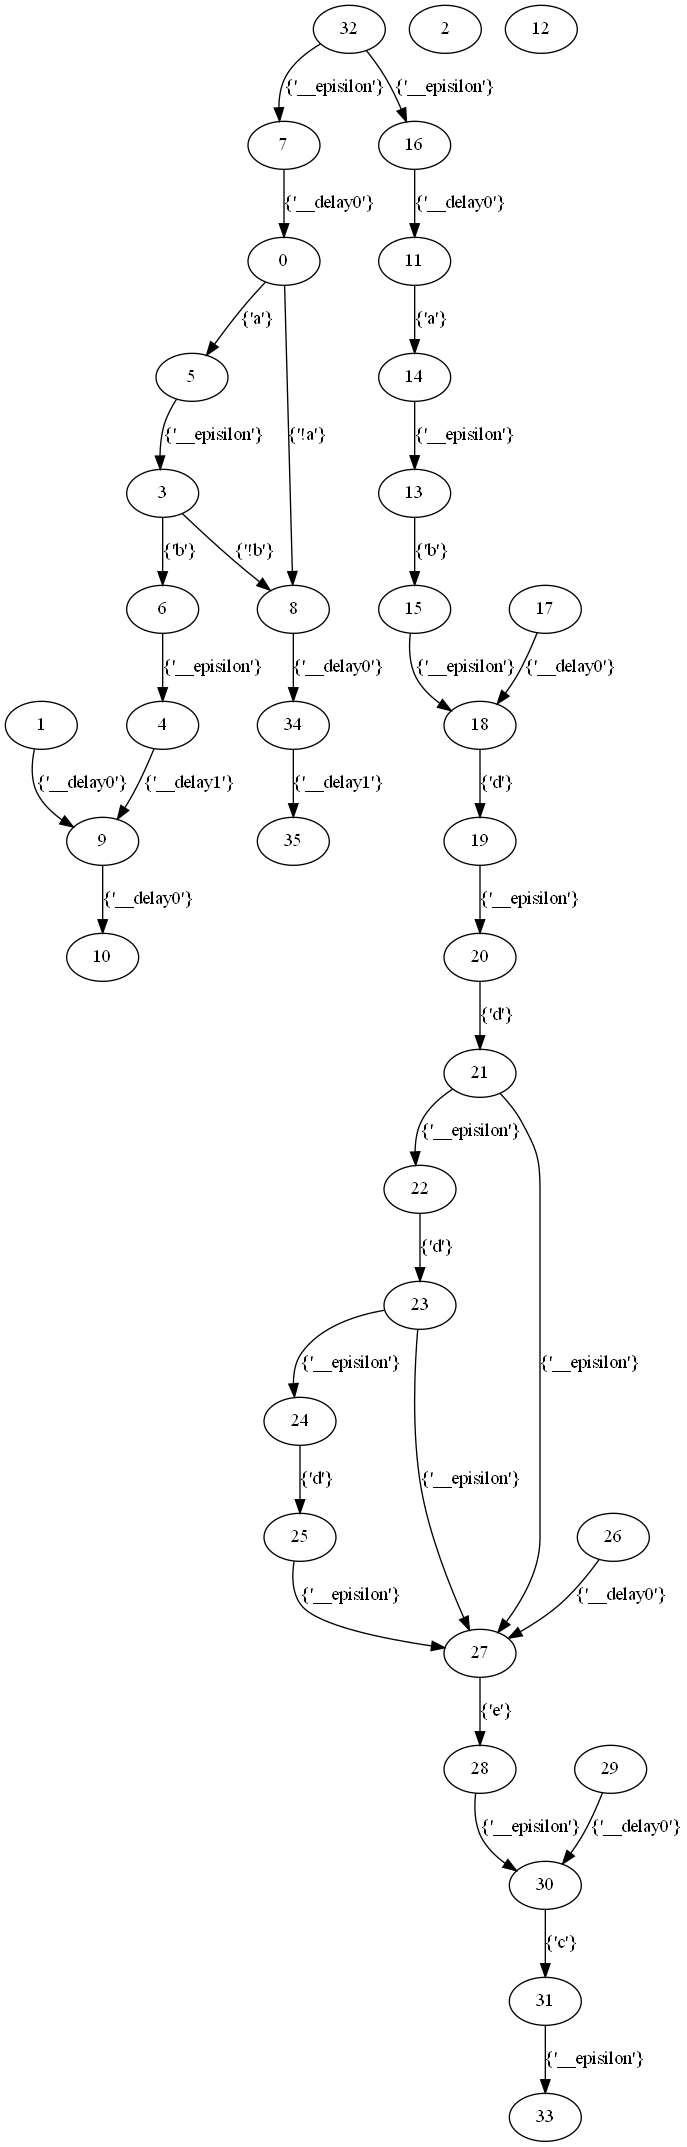 32 2 12
{'__episilon'} {'__episilon'}
7 16
{'__delay0'} {'__delay0'}
0 11
{'a'} {'a'}
5 14
{'__episilon'} {'!a'} {'__episilon'}
3 13
{'b'} {'!b'} {'b'}
6 8 15 17
{'__episilon'} {'__delay0'} {'__episilon'} {'__delay0'}
1 4 34 18
{'__delay0'} {'__delay1'} {'__delay1'} {'d'}
9 35 19
{'__delay0'} {'__episilon'}
10 20
{'d'}
21
{'__episilon'}
22
{'d'}
23
{'__episilon'} {'__episilon'}
24
{'d'} {'__episilon'}
25 26
{'__episilon'} {'__delay0'}
27
{'e'}
28 29
{'__episilon'} {'__delay0'}
30
{'c'}
31
{'__episilon'}
33